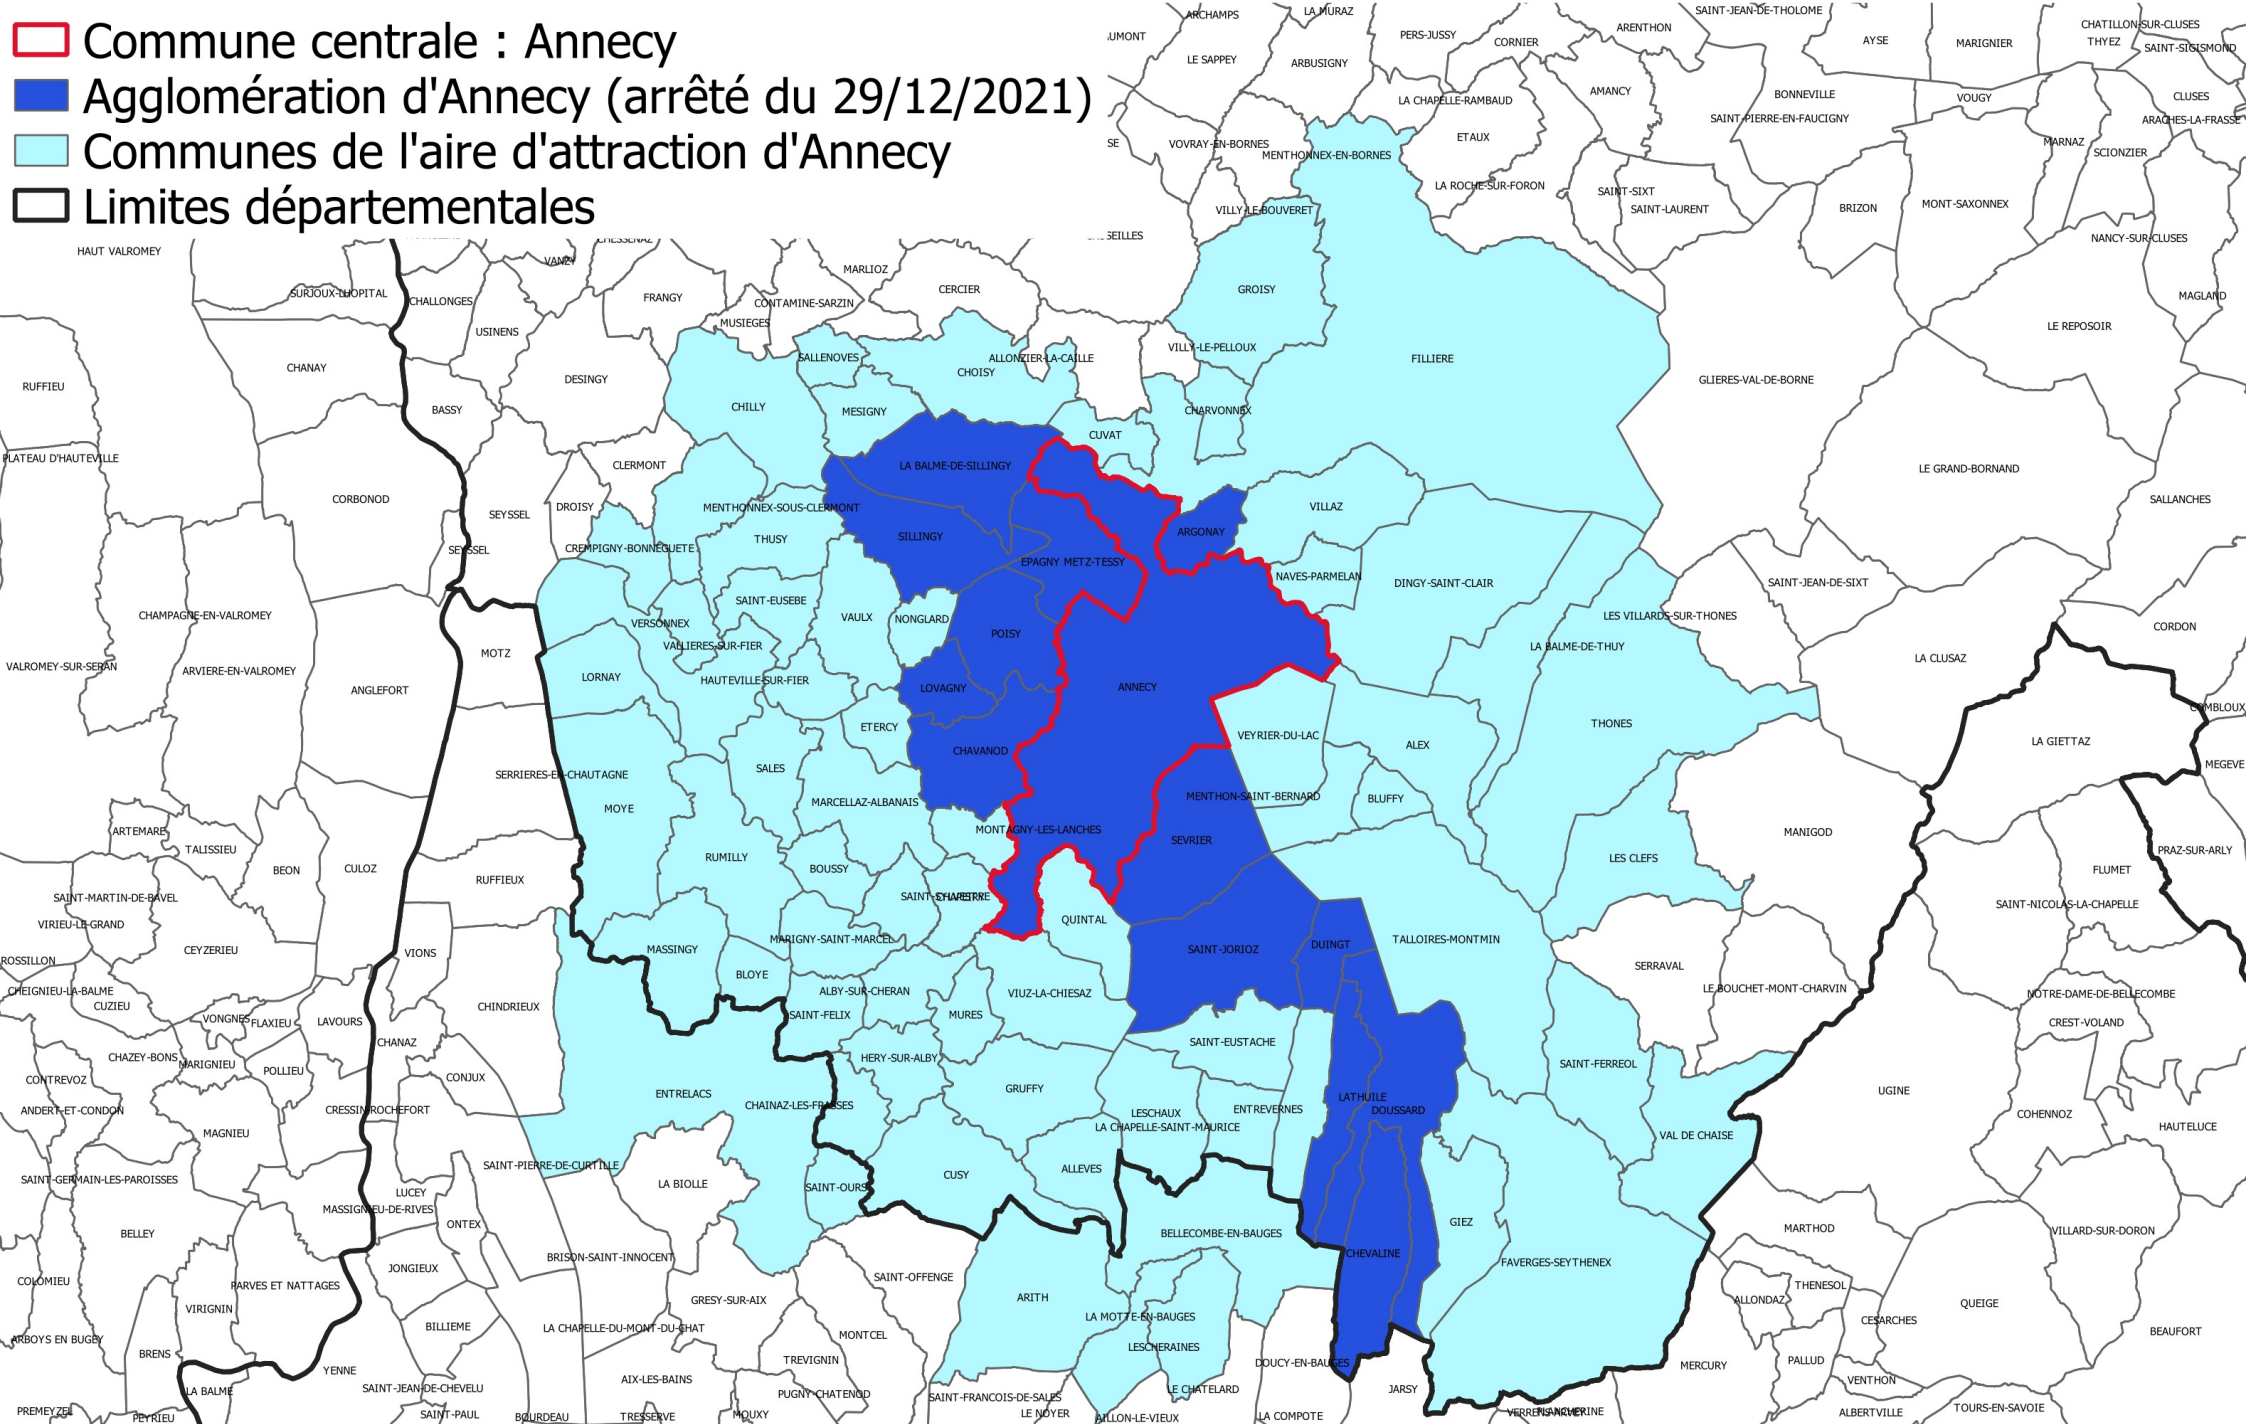 Commune centrale : Annecy
Agglomération d'Annecy (arrêté du 29/12/2021)
Communes de l'aire d'attraction d'Annecy
Limites départementales
ARCHAMPS
LA MURAZ
PERS-JUSSY
CORNIER
ARENTHON
SAINT-JEAN-DE-THOLOME
AYSE
MARIGNIER
CHATILLON-SUR-CLUSES
THYEZ
SAINT-SIGISMOND
UMONT
LE SAPPEY
ARBUSIGNY
LA CHAPELLE-RAMBAUD
AMANCY
BONNEVILLE
VOUGY
CLUSES
SAINT-PIERRE-EN-FAUCIGNY
ARACHES-LA-FRASSE
SE
VOVRAY-EN-BORNES
MENTHONNEX-EN-BORNES
ETAUX
MARNAZ
SCIONZIER
LA ROCHE-SUR-FORON
SAINT-SIXT
SAINT-LAURENT
BRIZON
MONT-SAXONNEX
VILLY-LE-BOUVERET
SEILLES
NANCY-SUR-CLUSES
HAUT VALROMEY
CHESSENAZ
VANZY
MARLIOZ
CERCIER
GROISY
MAGLAND
SURJOUX-LHOPITAL
CHALLONGES
FRANGY
CONTAMINE-SARZIN
MUSIEGES
USINENS
LE REPOSOIR
CHANAY
DESINGY
SALLENOVES
ALLONZIER-LA-CAILLE
CHOISY
VILLY-LE-PELLOUX
FILLIERE
GLIERES-VAL-DE-BORNE
RUFFIEU
BASSY
CHILLY
MESIGNY
CHARVONNEX
CUVAT
PLATEAU D'HAUTEVILLE
CLERMONT
LA BALME-DE-SILLINGY
LE GRAND-BORNAND
CORBONOD
SEYSSEL
DROISY
MENTHONNEX-SOUS-CLERMONT
VILLAZ
SALLANCHES
SEYSSEL
CREMPIGNY-BONNEGUETE
THUSY
SILLINGY
ARGONAY
EPAGNY METZ-TESSY
NAVES-PARMELAN
DINGY-SAINT-CLAIR
SAINT-JEAN-DE-SIXT
CHAMPAGNE-EN-VALROMEY
SAINT-EUSEBE
VAULX
NONGLARD
VERSONNEX
POISY
LES VILLARDS-SUR-THONES
CORDON
MOTZ
VALLIERES-SUR-FIER
LA BALME-DE-THUY
LA CLUSAZ
VALROMEY-SUR-SERAN
ARVIERE-EN-VALROMEY
ANGLEFORT
LORNAY
HAUTEVILLE-SUR-FIER
LOVAGNY
ANNECY
COMBLOUX
ETERCY
CHAVANOD
VEYRIER-DU-LAC
ALEX
THONES
LA GIETTAZ
MEGEVE
SERRIERES-EN-CHAUTAGNE
SALES
MOYE
MARCELLAZ-ALBANAIS
MENTHON-SAINT-BERNARD
BLUFFY
ARTEMARE
MONTAGNY-LES-LANCHES
SEVRIER
MANIGOD
TALISSIEU
BEON
CULOZ
RUFFIEUX
RUMILLY
BOUSSY
LES CLEFS
FLUMET
PRAZ-SUR-ARLY
SAINT-MARTIN-DE-BAVEL
SAINT-SYLVESTRE
SAINT-NICOLAS-LA-CHAPELLE
VIRIEU-LE-GRAND
QUINTAL
CEYZERIEU
VIONS
MASSINGY
MARIGNY-SAINT-MARCEL
SAINT-JORIOZ
DUINGT
TALLOIRES-MONTMIN
ROSSILLON
BLOYE
SERRAVAL
CHEIGNIEU-LA-BALME
CUZIEU
CHINDRIEUX
ALBY-SUR-CHERAN
VIUZ-LA-CHIESAZ
LE BOUCHET-MONT-CHARVIN
NOTRE-DAME-DE-BELLECOMBE
VONGNES
FLAXIEU
LAVOURS
SAINT-FELIX
MURES
CREST-VOLAND
CHANAZ
SAINT-EUSTACHE
CHAZEY-BONS
MARIGNIEU
POLLIEU
HERY-SUR-ALBY
SAINT-FERREOL
CONTREVOZ
CONJUX
ENTRELACS
GRUFFY
UGINE
ANDERT-ET-CONDON
CRESSIN-ROCHEFORT
CHAINAZ-LES-FRASSES
LESCHAUX
ENTREVERNES
LATHUILE
DOUSSARD
COHENNOZ
MAGNIEU
LA CHAPELLE-SAINT-MAURICE
VAL DE CHAISE
HAUTELUCE
SAINT-PIERRE-DE-CURTILLE
CUSY
ALLEVES
SAINT-GERMAIN-LES-PAROISSES
LUCEY
LA BIOLLE
SAINT-OURS
MASSIGNIEU-DE-RIVES
ONTEX
BELLEY
BELLECOMBE-EN-BAUGES
GIEZ
MARTHOD
VILLARD-SUR-DORON
BRISON-SAINT-INNOCENT
CHEVALINE
FAVERGES-SEYTHENEX
COLOMIEU
PARVES ET NATTAGES
JONGIEUX
SAINT-OFFENGE
THENESOL
VIRIGNIN
GRESY-SUR-AIX
ARITH
ALLONDAZ
QUEIGE
ARBOYS EN BUGEY
BILLIEME
LA CHAPELLE-DU-MONT-DU-CHAT
MONTCEL
LA MOTTE-EN-BAUGES
CESARCHES
BEAUFORT
BRENS
TREVIGNIN
LESCHERAINES
DOUCY-EN-BAUGES
MERCURY
PALLUD
YENNE
AIX-LES-BAINS
VENTHON
LA BALME
SAINT-JEAN-DE-CHEVELU
PUGNY-CHATENOD
SAINT-FRANCOIS-DE-SALES
LE CHATELARD
JARSY
PREMEYZEL
PEYRIEU
SAINT-PAUL
BOURDEAU
TRESSERVE
MOUXY
LE NOYER
AILLON-LE-VIEUX
LA COMPOTE
ALBERTVILLE
TOURS-EN-SAVOIE